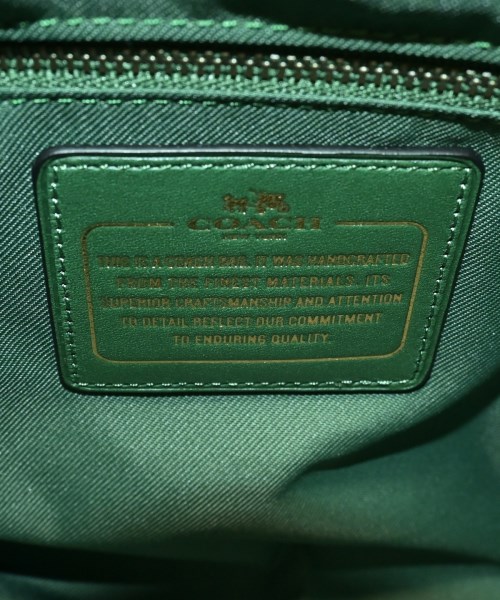 COACH
NEW YORK
THIS IS A COACH BAG. IT WAS HANDCRAFTED
FROM THE FINEST MATERIALS. ITS
SUPERIOR CRAFTSMANSHIP AND ATTENTION
TO DETAIL REFLECT OUR COMMITMENT
TO ENDURING QUALITY.